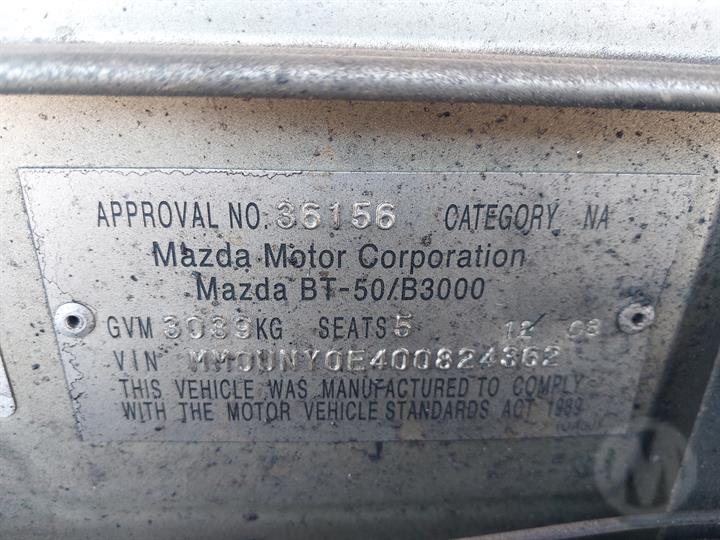 APPROVAL NO. 36156 CATEGORY NA
Mazda Motor Corporation
Mazda BT-50/B3000
GVM 3039KG SEATS 5 12/08
VIN MM0UNY0E400824362
THIS VEHICLE WAS MANUFACTURED TO COMPLY
WITH THE MOTOR VEHICLE STANDARDS ACT 1989
M